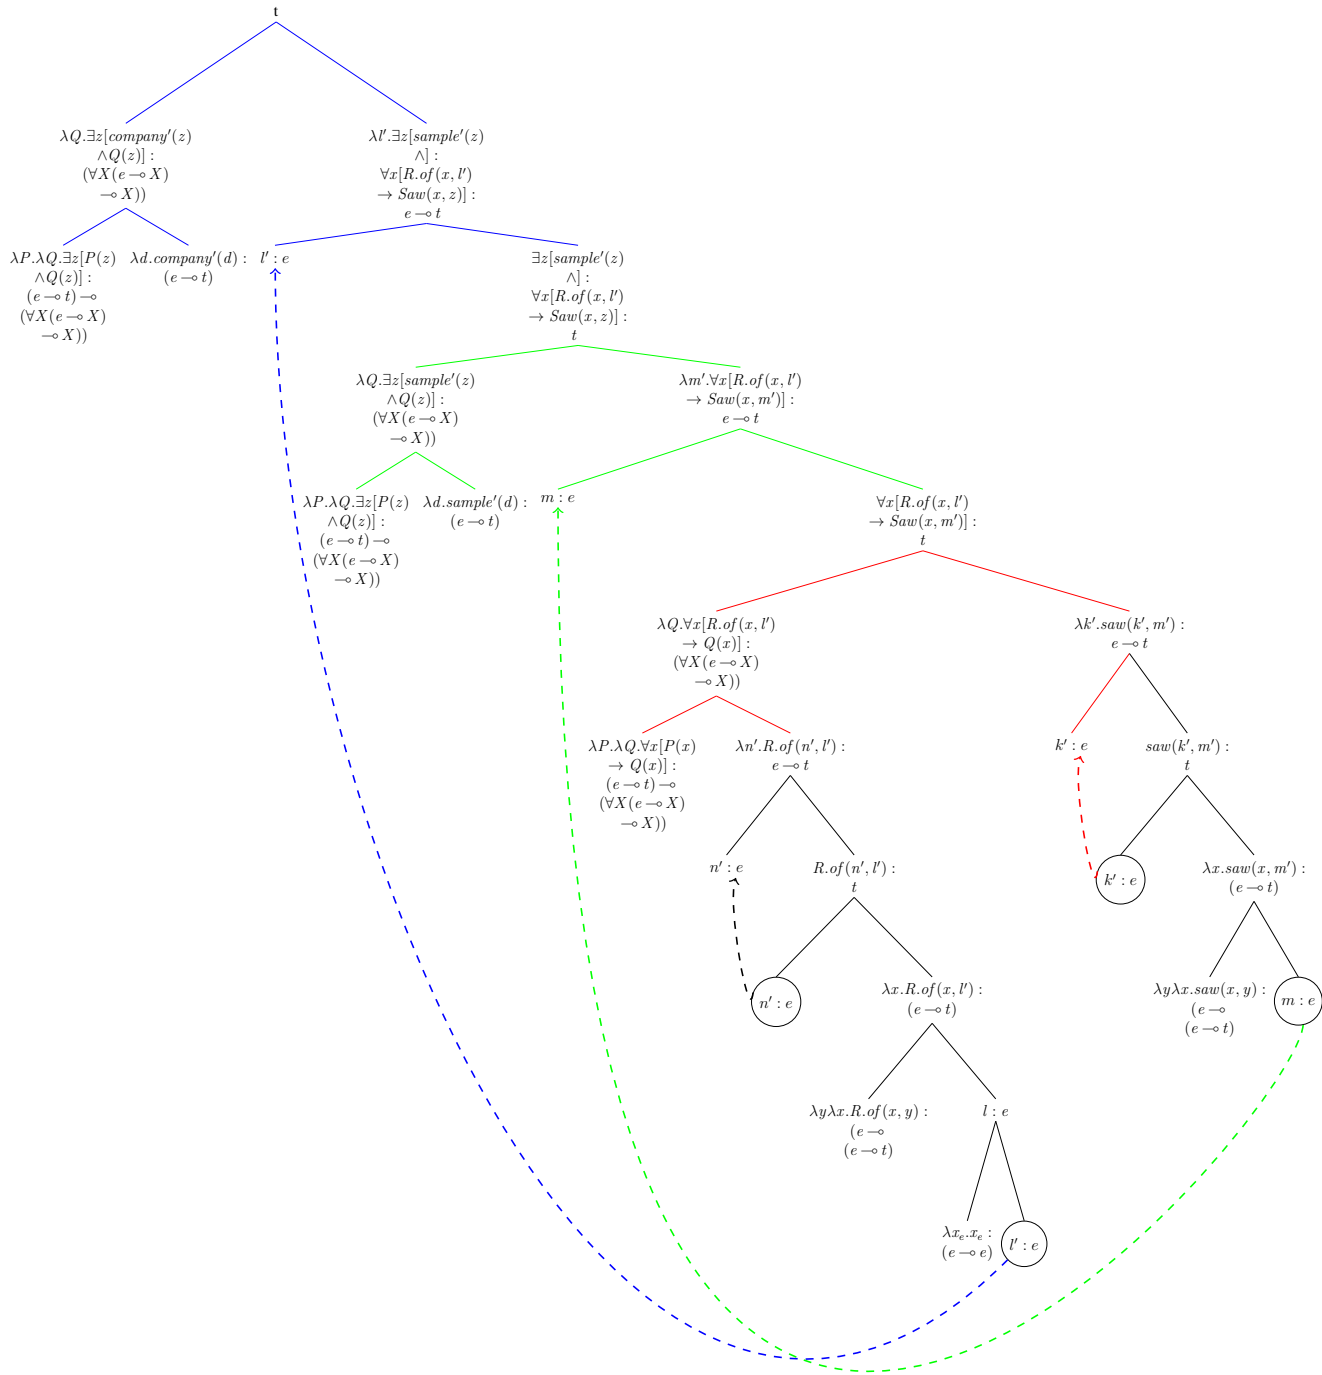 t
λQ.∃z[company′(z)
∧Q(z)] :
(∀X(e ⊸ X)
⊸ X))
λl′.∃z[sample′(z)
∧] :
∀x[R.of(x, l′)
→ Saw(x, z)] :
e ⊸ t
λP.λQ.∃z[P(z)
∧Q(z)] :
(e ⊸ t) ⊸
(∀X(e ⊸ X)
⊸ X))
λd.company′(d) :
(e ⊸ t)
l′ : e
∃z[sample′(z)
∧] :
∀x[R.of(x, l′)
→ Saw(x, z)] :
t
λQ.∃z[sample′(z)
∧Q(z)] :
(∀X(e ⊸ X)
⊸ X))
λm′.∀x[R.of(x, l′)
→ Saw(x, m′)] :
e ⊸ t
λP.λQ.∃z[P(z)
∧Q(z)] :
(e ⊸ t) ⊸
(∀X(e ⊸ X)
⊸ X))
λd.sample′(d) :
(e ⊸ t)
m : e
∀x[R.of(x, l′)
→ Saw(x, m′)] :
t
λQ.∀x[R.of(x, l′)
→ Q(x)] :
(∀X(e ⊸ X)
⊸ X))
λk′.saw(k′, m′) :
e ⊸ t
λP.λQ.∀x[P(x)
→ Q(x)] :
(e ⊸ t) ⊸
(∀X(e ⊸ X)
⊸ X))
λn′.R.of(n′, l′) :
e ⊸ t
k′ : e
saw(k′, m′) :
t
n′ : e
R.of(n′, l′) :
t
k′ : e
λx.saw(x, m′) :
(e ⊸ t)
n′ : e
λx.R.of(x, l′) :
(e ⊸ t)
λyλx.saw(x, y) :
(e ⊸
(e ⊸ t)
m : e
λyλx.R.of(x, y) :
(e ⊸
(e ⊸ t)
l : e
λxₑ.xₑ :
(e ⊸ e)
l′ : e